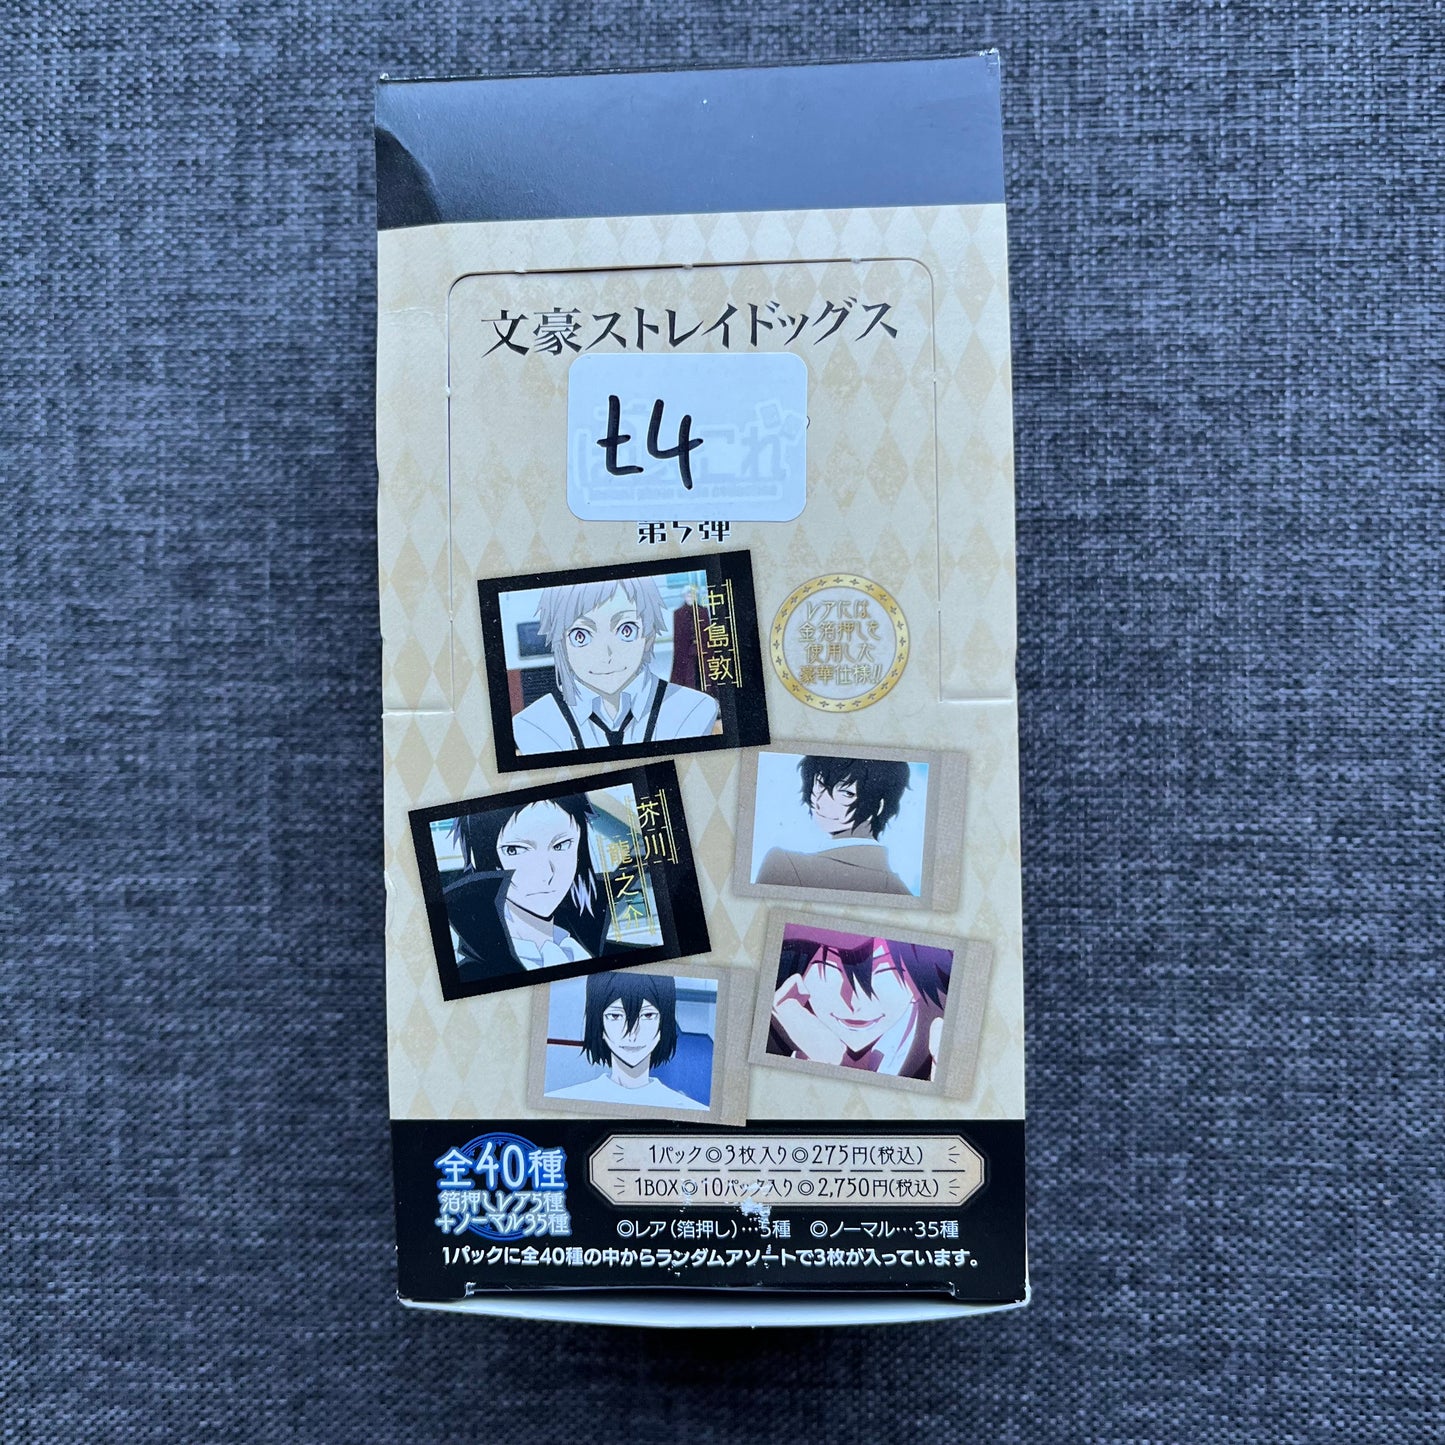 文豪ストレイドッグス
t4
ぱしゃこれ
第5弾
中島敦
レアには
金箔押しを
使用した
豪華仕様!!
芥川
龍之介
全40種
箔押しレア5種
+ノーマル35種
1パック◎3枚入り◎275円(税込)
1BOX◎10パック入り◎2,750円(税込)
◎レア(箔押し)…5種 ◎ノーマル…35種
1パックに全40種の中からランダムアソートで3枚が入っています。